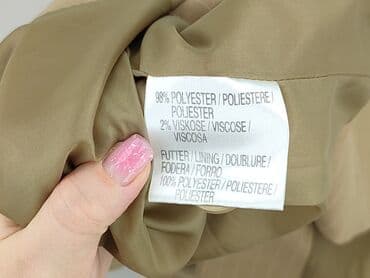 98% POLYESTER / POLIESTERE /
POLIESTER
2% VISKOSE / VISCOSE /
VISCOSA
FUTTER / LINING / DOUBLURE /
FODERA / FORRO
100% POLYESTER / POLIESTERE /
POLIESTER